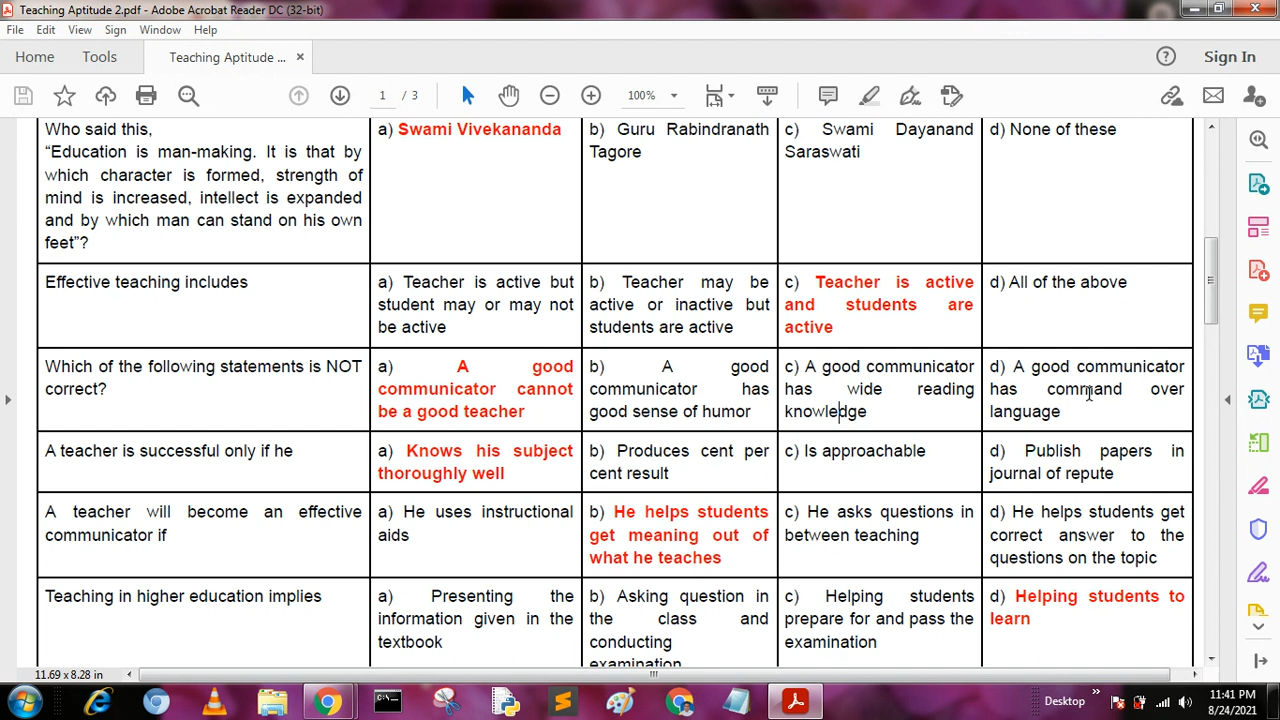 Teaching Aptitude 2.pdf - Adobe Acrobat Reader DC (32-bit)
File Edit View Sign Window Help
Home Tools Teaching Aptitude ... × ? Sign In
1 / 3 100%
Who said this,
“Education is man-making. It is that by
which character is formed, strength of
mind is increased, intellect is expanded
and by which man can stand on his own
feet”?
a) Swami Vivekananda
b) Guru Rabindranath
Tagore
c) Swami Dayanand
Saraswati
d) None of these
Effective teaching includes
a) Teacher is active but
student may or may not
be active
b) Teacher may be
active or inactive but
students are active
c) Teacher is active
and students are
active
d) All of the above
Which of the following statements is NOT
correct?
a) A good
communicator cannot
be a good teacher
b) A good
communicator has
good sense of humor
c) A good communicator
has wide reading
knowledge
d) A good communicator
has command over
language
A teacher is successful only if he
a) Knows his subject
thoroughly well
b) Produces cent per
cent result
c) Is approachable
d) Publish papers in
journal of repute
A teacher will become an effective
communicator if
a) He uses instructional
aids
b) He helps students
get meaning out of
what he teaches
c) He asks questions in
between teaching
d) He helps students get
correct answer to the
questions on the topic
Teaching in higher education implies
a) Presenting the
information given in the
textbook
b) Asking question in
the class and
conducting
examination
c) Helping students
prepare for and pass the
examination
d) Helping students to
learn
11.69 x 8.28 in
Desktop
11:41 PM
8/24/2021